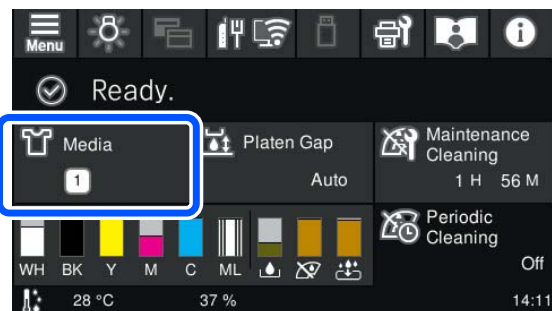 Menu
Ready.
Media
1
Platen Gap
Auto
Maintenance
Cleaning
1 H 56 M
WH BK Y M C ML
Periodic
Cleaning
Off
28 °C 37 % 14:11